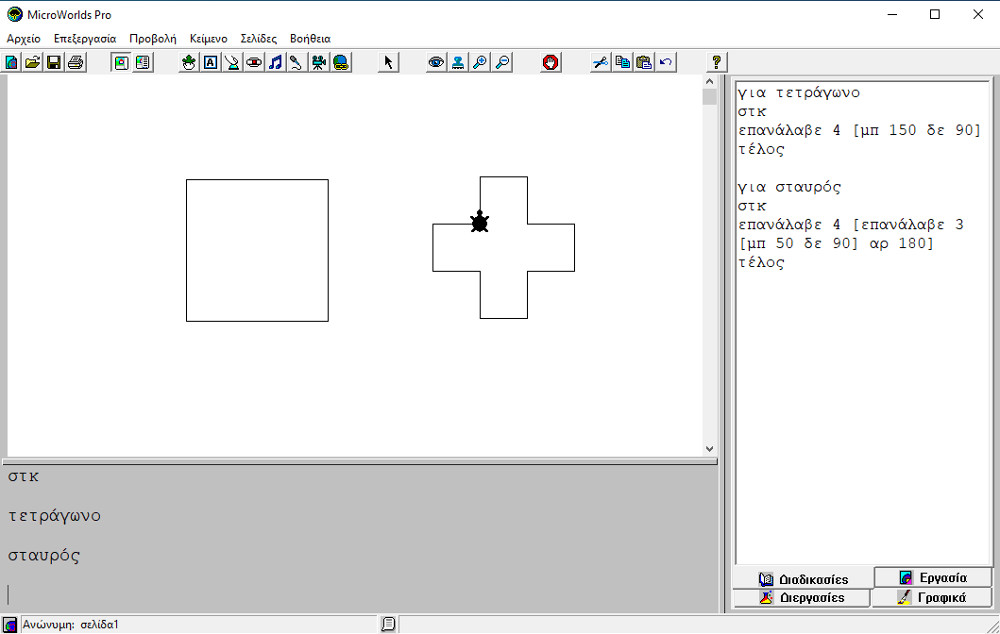 MicroWorlds Pro
Αρχείο Επεξεργασία Προβολή Κείμενο Σελίδες Βοήθεια
για τετράγωνο
στκ
επανάλαβε 4 [μπ 150 δε 90]
τέλος
για σταυρός
στκ
επανάλαβε 4 [επανάλαβε 3
[μπ 50 δε 90] αρ 180]
τέλος
στκ
τετράγωνο
σταυρός
Διαδικασίες Εργασία
Διεργασίες Γραφικά
Ανώνυμη: σελίδα1